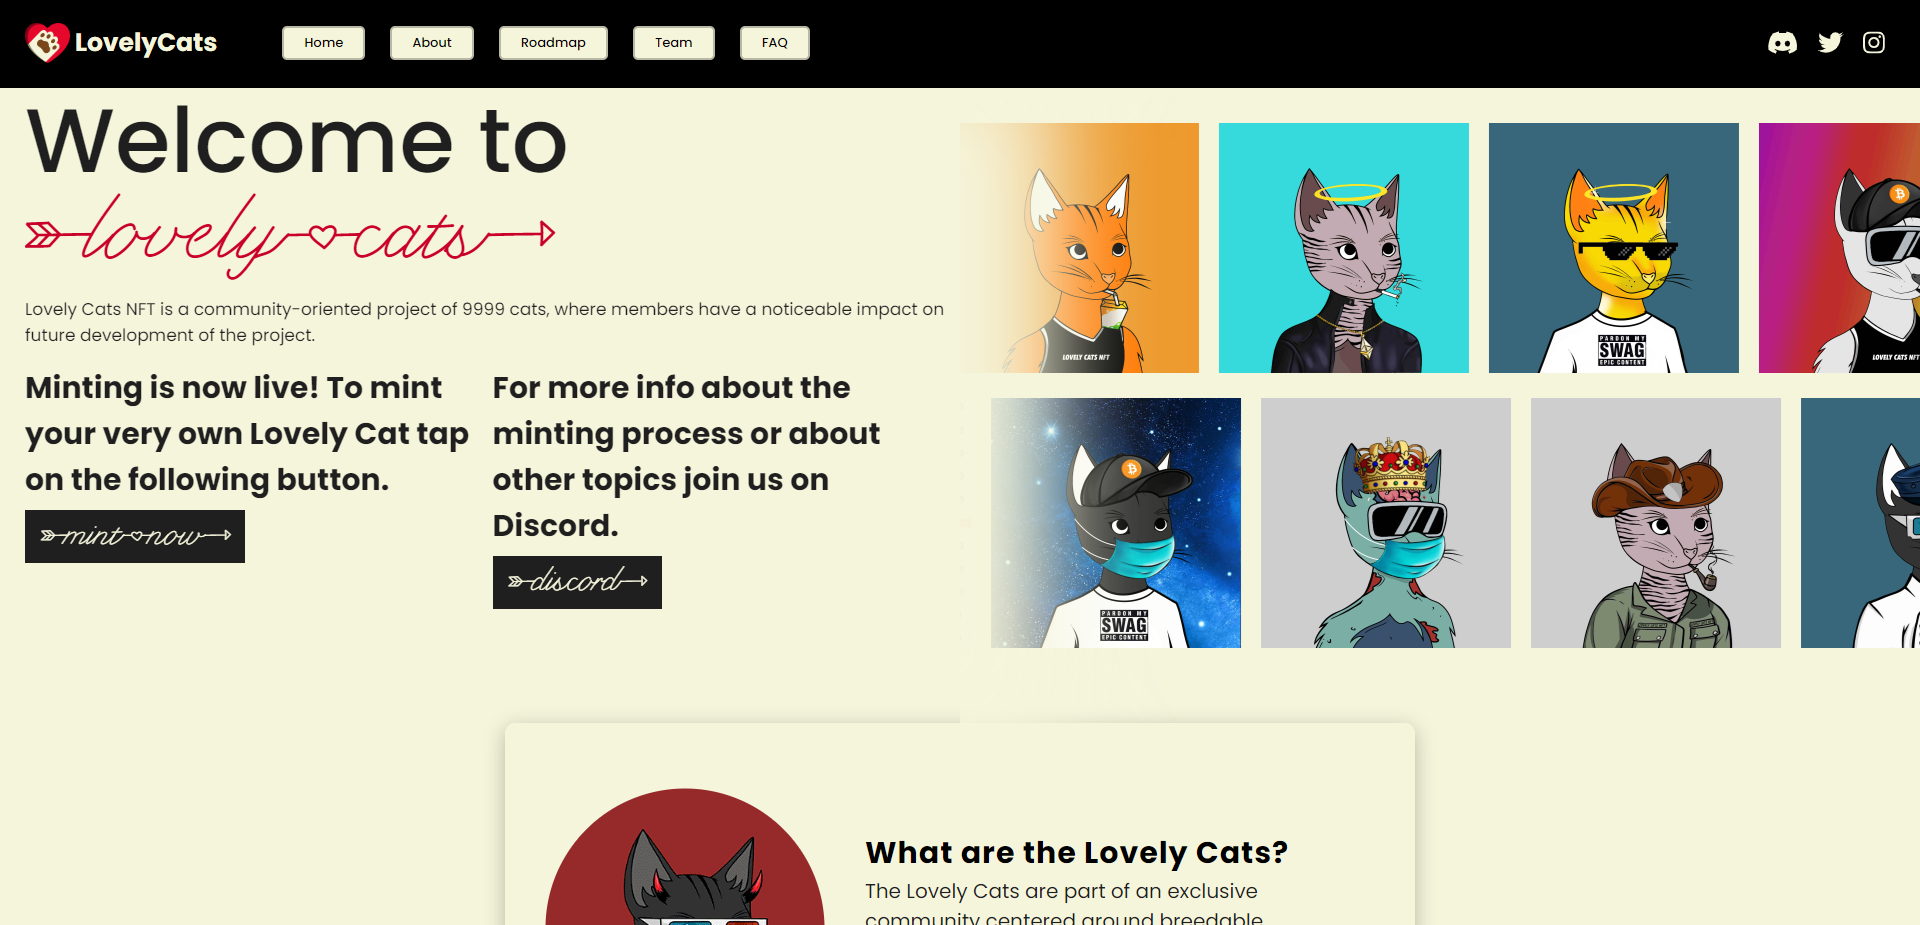 LovelyCats
Home
About
Roadmap
Team
FAQ
Welcome to
lovely cats
Lovely Cats NFT is a community-oriented project of 9999 cats, where members have a noticeable impact on
future development of the project.
Minting is now live! To mint
your very own Lovely Cat tap
on the following button.
mint now
For more info about the
minting process or about
other topics join us on
Discord.
discord
LOVELY CATS NFT
PARDON MY
SWAG
EPIC CONTENT
LOVELY CATS NFT
PARDON MY
SWAG
EPIC CONTENT
What are the Lovely Cats?
The Lovely Cats are part of an exclusive
community centered around breedable